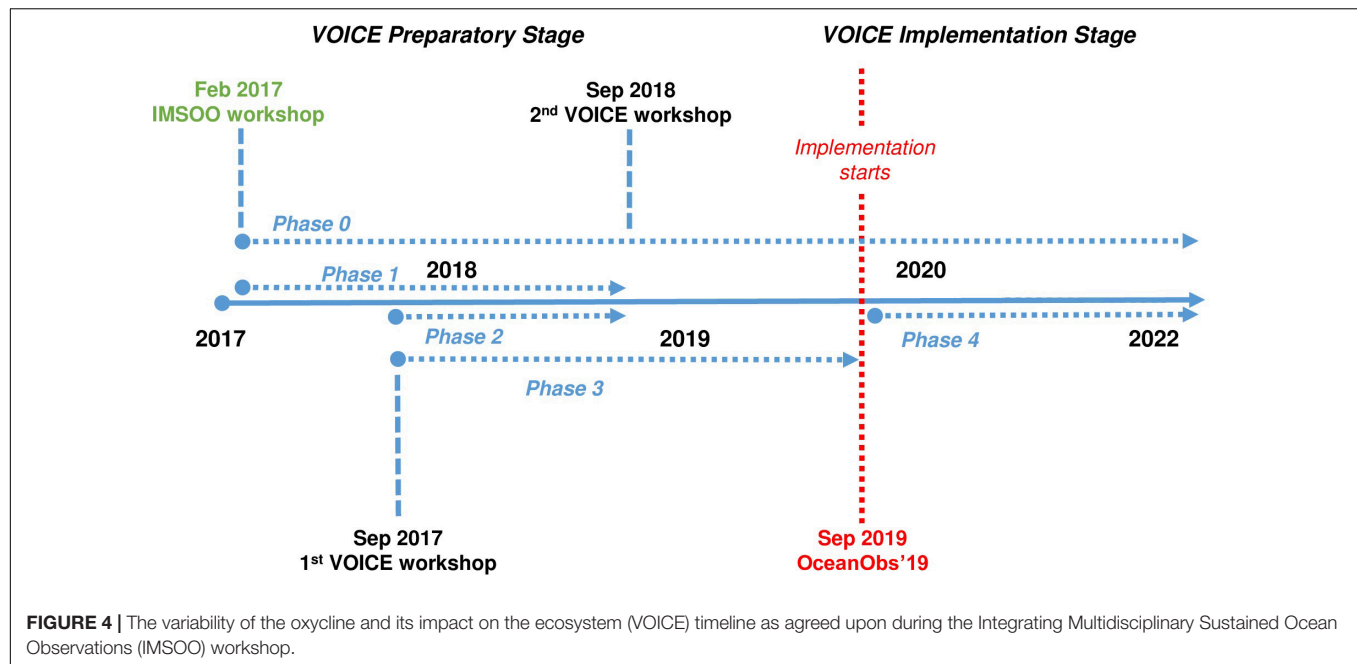 VOICE Preparatory Stage
VOICE Implementation Stage
Feb 2017
IMSOO workshop
Sep 2018
2nd VOICE workshop
Implementation
starts
Phase 0
2018
2020
Phase 1
2017
Phase 2
2019
Phase 4
2022
Phase 3
Sep 2017
1st VOICE workshop
Sep 2019
OceanObs’19
FIGURE 4 | The variability of the oxycline and its impact on the ecosystem (VOICE) timeline as agreed upon during the Integrating Multidisciplinary Sustained Ocean
Observations (IMSOO) workshop.